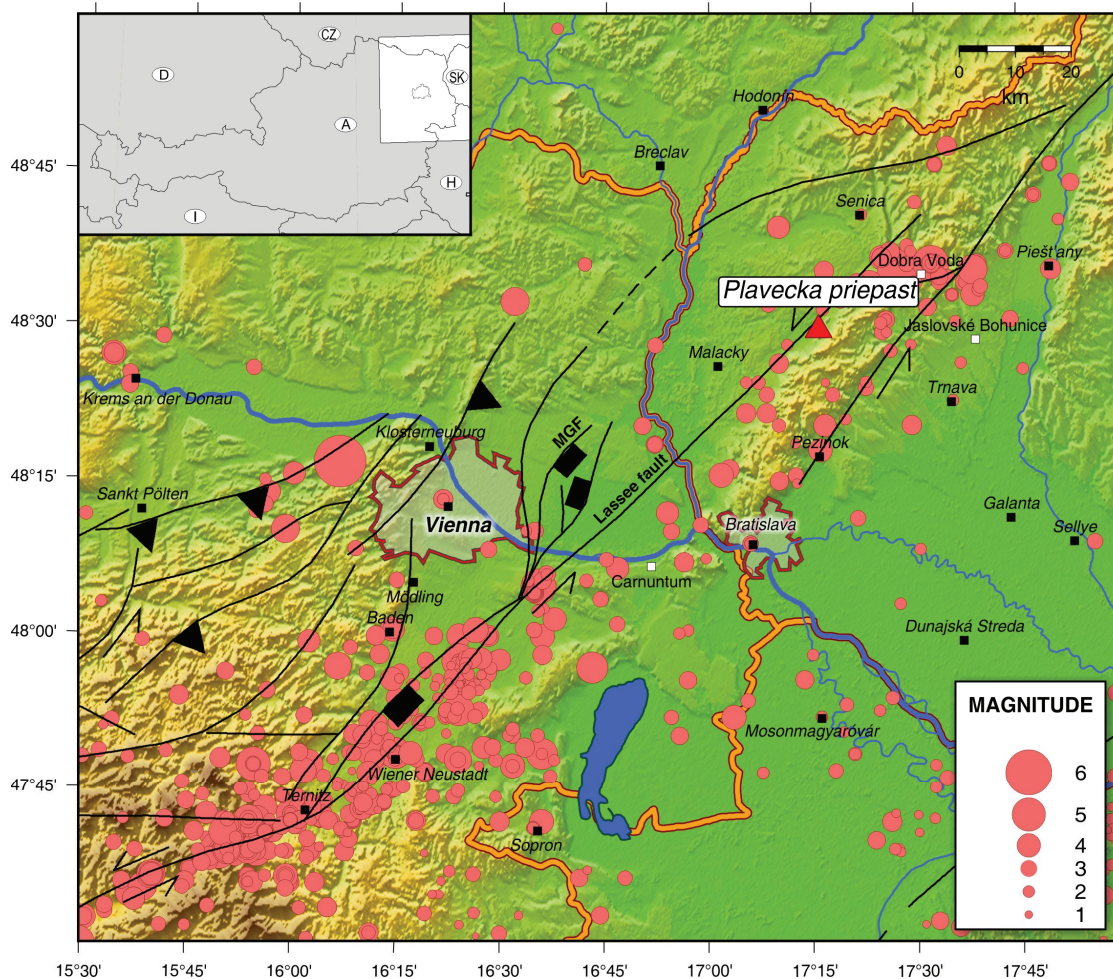 D
CZ
SK
A
H
I
0 10 20
km
Hodonín
Breclav
48°45'
Senica
Dobra Voda
Piešt'any
Plavecka priepast
48°30'
Jaslovské Bohunice
Malacky
Trnava
Krems an der Donau
Klosterneuburg
MGF
Pezinok
48°15'
Lassee fault
Sankt Pölten
Vienna
Galanta
Bratislava
Sellye
Carnuntum
Mödling
Baden
48°00'
Dunajská Streda
MAGNITUDE
6
5
4
3
2
1
Mosonmagyaróvár
Wiener Neustadt
47°45'
Ternitz
Sopron
15°30' 15°45' 16°00' 16°15' 16°30' 16°45' 17°00' 17°15' 17°30' 17°45'